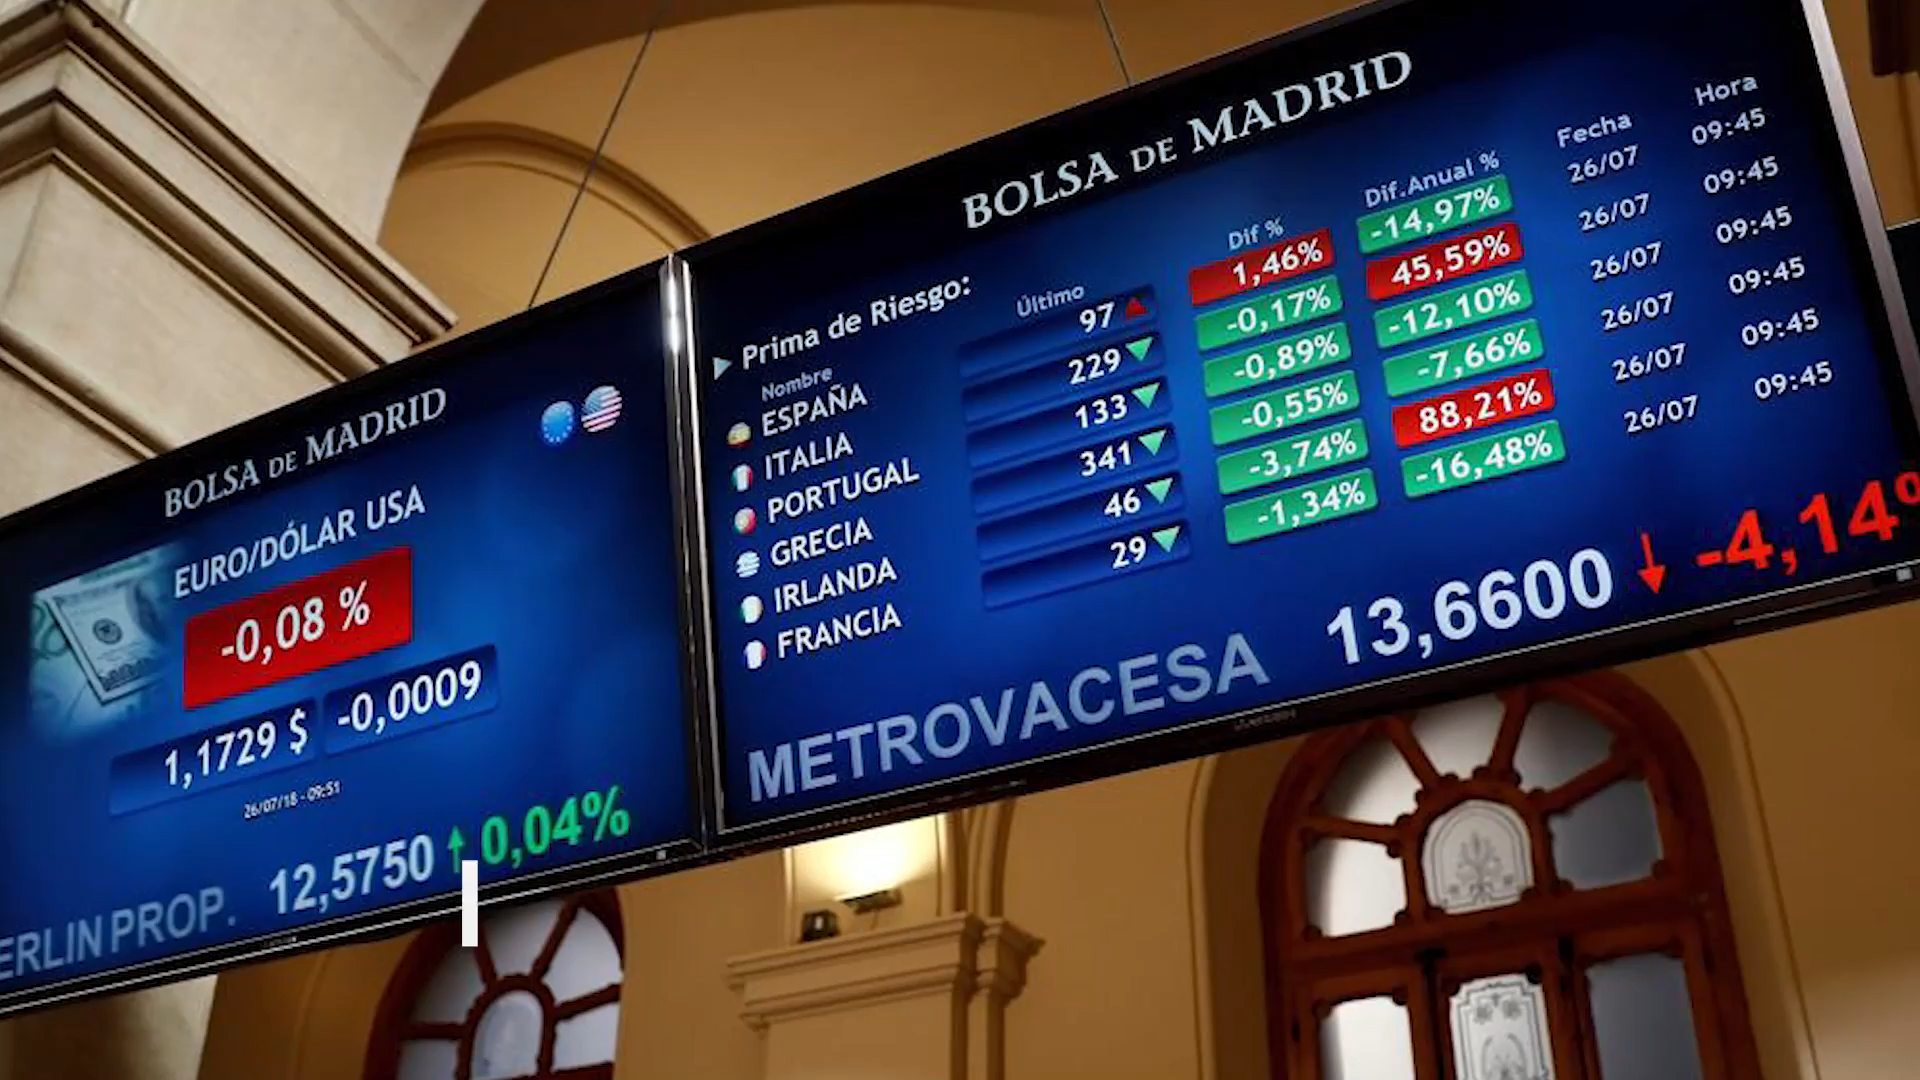 BOLSA DE MADRID
EURO/DÓLAR USA
-0,08 %
1,1729 $ -0,0009
26/07/18 - 09:51
ERLIN PROP. 12,5750 0,04%
BOLSA DE MADRID
Prima de Riesgo:
Nombre Último Dif % Dif.Anual % Fecha Hora
ESPAÑA 97 1,46% -14,97% 26/07 09:45
ITALIA 229 -0,17% 45,59% 26/07 09:45
PORTUGAL 133 -0,89% -12,10% 26/07 09:45
GRECIA 341 -0,55% -7,66% 26/07 09:45
IRLANDA 46 -3,74% 88,21% 26/07 09:45
FRANCIA 29 -1,34% -16,48% 26/07 09:45
METROVACESA 13,6600 -4,14%